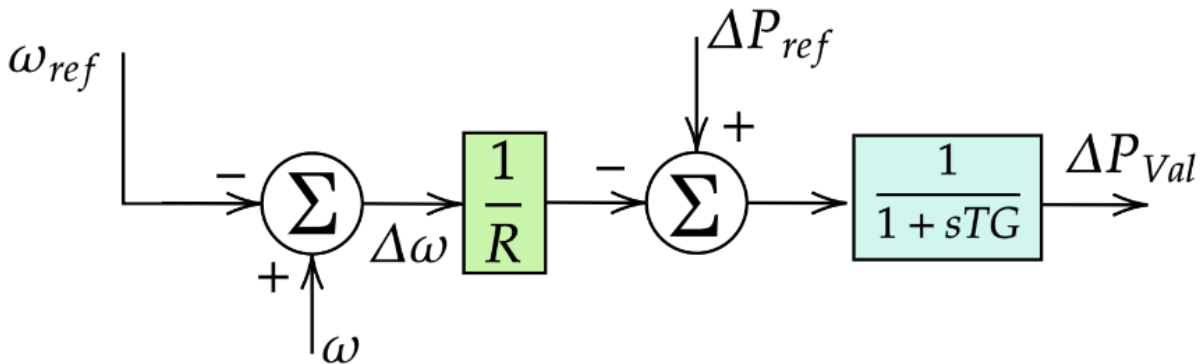 ω_ref
−
Σ
+
ω
Δω
1
R
ΔP_ref
−
+
Σ
1
1 + sTG
ΔP_Val